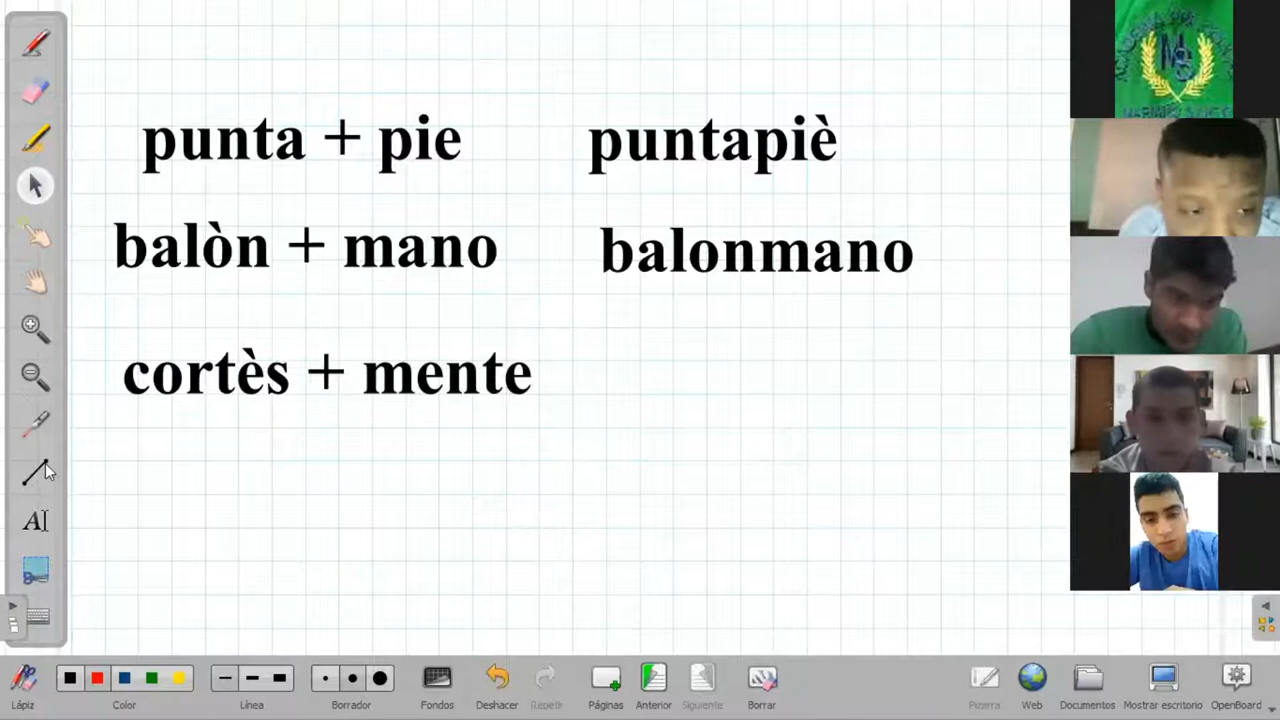 punta + pie puntapiè
balòn + mano balonmano
cortès + mente
Lápiz Color Línea Borrador Fondos Deshacer Repetir Páginas Anterior Siguiente Borrar Pizarra Web Documentos Mostrar escritorio OpenBoard